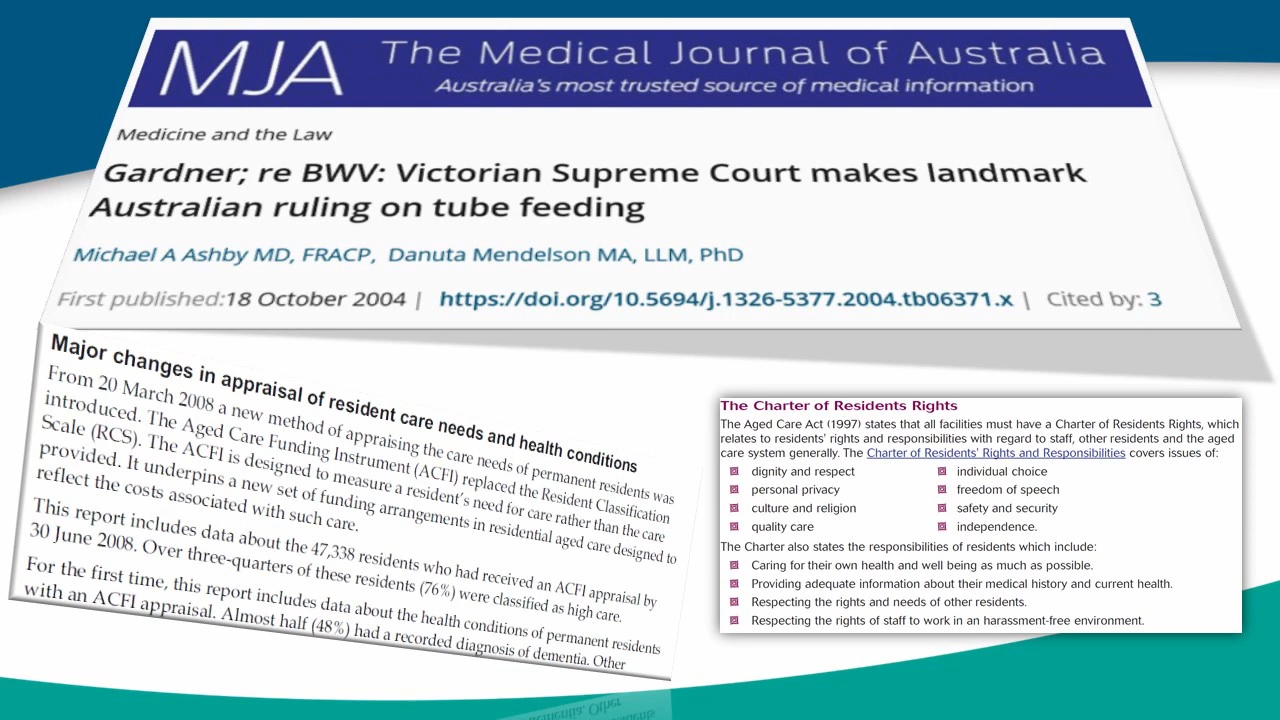 MJA The Medical Journal of Australia
Australia's most trusted source of medical information
Medicine and the Law
Gardner; re BWV: Victorian Supreme Court makes landmark
Australian ruling on tube feeding
Michael A Ashby MD, FRACP, Danuta Mendelson MA, LLM, PhD
First published:18 October 2004 | https://doi.org/10.5694/j.1326-5377.2004.tb06371.x | Cited by: 3
Major changes in appraisal of resident care needs and health conditions
From 20 March 2008 a new method of appraising the care needs of permanent residents was
introduced. The Aged Care Funding Instrument (ACFI) replaced the Resident Classification
Scale (RCS). The ACFI is designed to measure a resident's need for care rather than the care
provided. It underpins a new set of funding arrangements in residential aged care designed to
reflect the costs associated with such care.
This report includes data about the 47,338 residents who had received an ACFI appraisal by
30 June 2008. Over three-quarters of these residents (76%) were classified as high care.
For the first time, this report includes data about the health conditions of permanent residents
with an ACFI appraisal. Almost half (48%) had a recorded diagnosis of dementia. Other
The Charter of Residents Rights
The Aged Care Act (1997) states that all facilities must have a Charter of Residents Rights, which
relates to residents' rights and responsibilities with regard to staff, other residents and the aged
care system generally. The Charter of Residents' Rights and Responsibilities covers issues of:
dignity and respect
personal privacy
culture and religion
quality care
individual choice
freedom of speech
safety and security
independence.
The Charter also states the responsibilities of residents which include:
Caring for their own health and well being as much as possible.
Providing adequate information about their medical history and current health.
Respecting the rights and needs of other residents.
Respecting the rights of staff to work in an harassment-free environment.